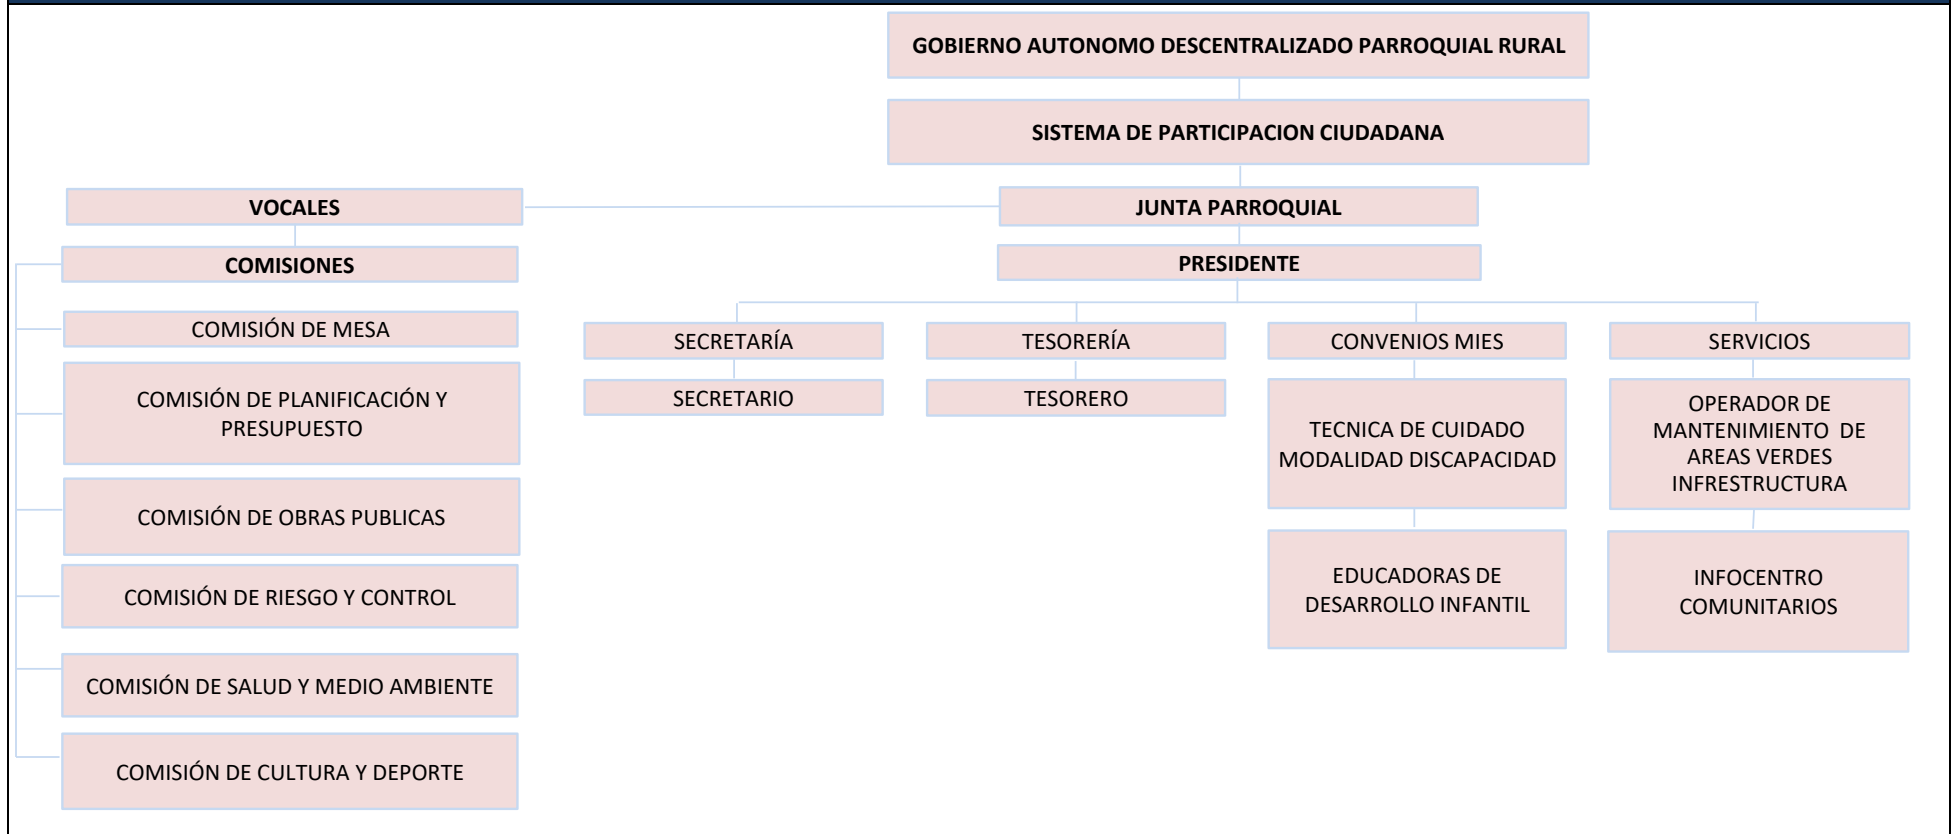 GOBIERNO AUTONOMO DESCENTRALIZADO PARROQUIAL RURAL
SISTEMA DE PARTICIPACION CIUDADANA
VOCALES
JUNTA PARROQUIAL
COMISIONES
PRESIDENTE
COMISIÓN DE MESA
COMISIÓN DE PLANIFICACIÓN Y
PRESUPUESTO
COMISIÓN DE OBRAS PUBLICAS
COMISIÓN DE RIESGO Y CONTROL
COMISIÓN DE SALUD Y MEDIO AMBIENTE
COMISIÓN DE CULTURA Y DEPORTE
SECRETARÍA
SECRETARIO
TESORERÍA
TESORERO
CONVENIOS MIES
TECNICA DE CUIDADO
MODALIDAD DISCAPACIDAD
EDUCADORAS DE
DESARROLLO INFANTIL
SERVICIOS
OPERADOR DE
MANTENIMIENTO DE
AREAS VERDES
INFRESTRUCTURA
INFOCENTRO
COMUNITARIOS